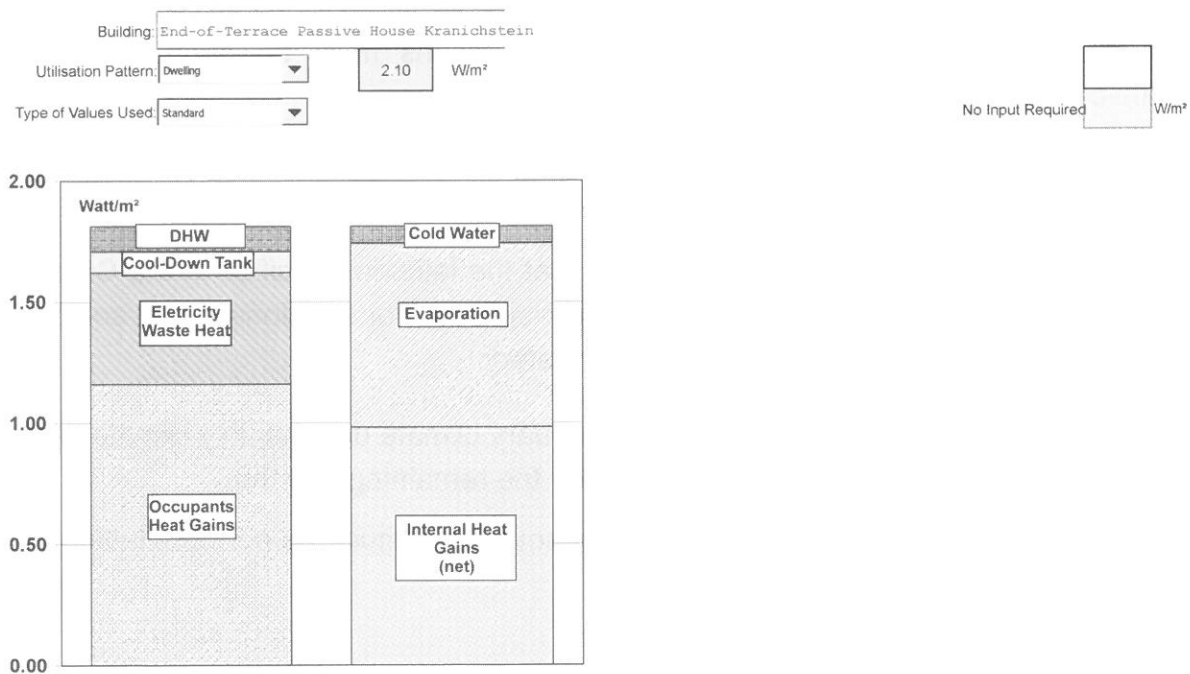 Building: End-of-Terrace Passive House Kranichstein
Utilisation Pattern: Dwelling 2.10 W/m²
Type of Values Used: Standard
No Input Required W/m²
2.00
Watt/m²
DHW
Cold Water
Cool-Down Tank
1.50
Eletricity
Waste Heat
Evaporation
1.00
Occupants
Heat Gains
Internal Heat
Gains
(net)
0.50
0.00